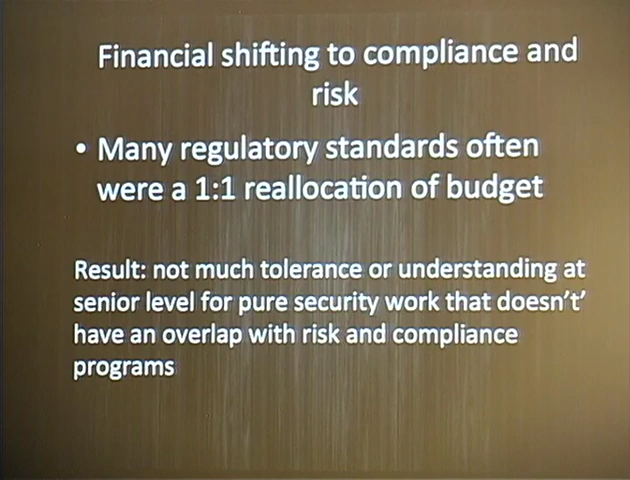 Financial shifting to compliance and
risk
• Many regulatory standards often
were a 1:1 reallocation of budget
Result: not much tolerance or understanding at
senior level for pure security work that doesn't'
have an overlap with risk and compliance
programs